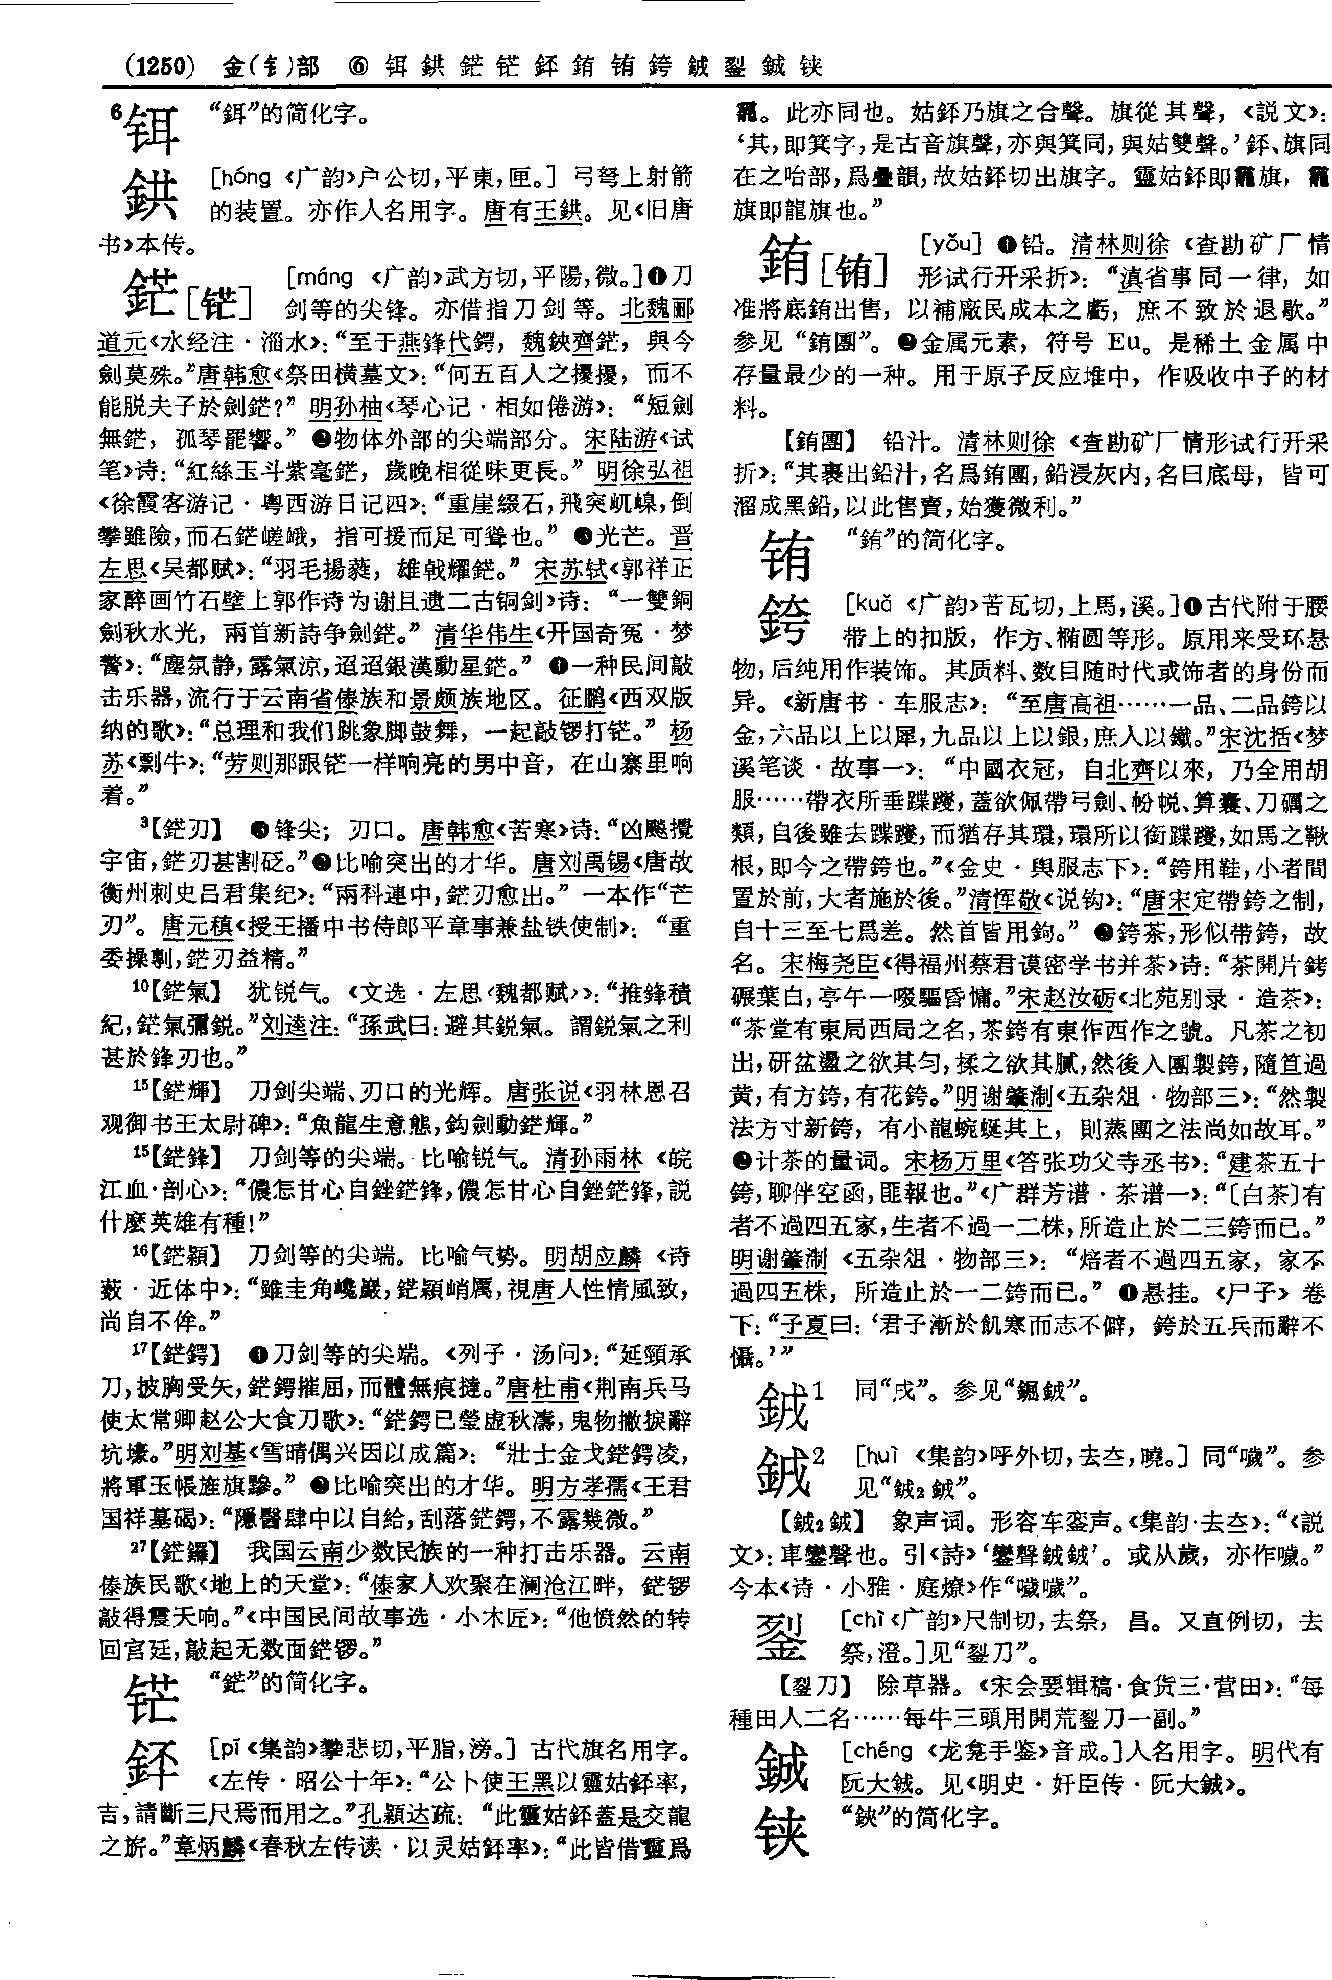 (1250) 金(钅)部 ⑥ 铒 鉷 鋩 铓 鉟 銪 铕 銙 鉞 銐 鋮 铗
6铒 “鉺”的简化字。
鉷 [hóng 《广韵》户公切,平東,匣。] 弓弩上射箭
的装置。亦作人名用字。唐有王鉷。见《旧唐
书》本传。
鋩[铓] [máng 《广韵》武方切,平陽,微。]❶刀
剑等的尖锋。亦借指刀剑等。北魏郦
道元《水经注·淄水》:“至于燕鋒代鍔，魏鋏齊鋩，與今
劍莫殊。”唐韩愈《祭田横墓文》:“何五百人之擾擾，而不
能脱夫子於劍鋩?”明孙柚《琴心记·相如倦游》:“短劍
無鋩，孤琴罷響。”❷物体外部的尖端部分。宋陆游《试
笔》诗:“紅絲玉斗紫毫鋩，歲晚相從味更長。”明徐弘祖
《徐霞客游记·粤西游日记四》:“重崖綴石,飛突屼嵲,倒
攀雖險,而石鋩嵯峨，指可援而足可聳也。”❸光芒。晋
左思《吴都赋》:“羽毛揚蕤，雄戟耀鋩。”宋苏轼《郭祥正
家醉画竹石壁上郭作诗为谢且遗二古铜剑》诗:“一雙銅
劍秋水光，兩首新詩争劍鋩。”清华伟生《开国奇冤·梦
警》:“塵氛静,露氣涼,迢迢銀漢動星鋩。”❹一种民间敲
击乐器,流行于云南省傣族和景颇族地区。征鹏《西双版
纳的歌》:“总理和我们跳象脚鼓舞，一起敲锣打铓。”杨
苏《剽牛》:“芳则那跟铓一样响亮的男中音，在山寨里响
着。”
3【鋩刃】 ❶锋尖；刃口。唐韩愈《苦寒》诗:“凶飈攪
宇宙,鋩刃甚割砭。”❷比喻突出的才华。唐刘禹锡《唐故
衡州刺史吕君集纪》:“兩科連中,鋩刃愈出。”一本作“芒
刃”。唐元稹《授王播中书侍郎平章事兼盐铁使制》:“重
委操剸,鋩刃益精。”
10【鋩氣】 犹锐气。《文选·左思〈魏都赋〉》:“推鋒積
紀,鋩氣彌鋭。”刘逵注:“孫武曰:避其鋭氣。謂鋭氣之利
甚於鋒刃也。”
15【鋩輝】 刀剑尖端、刃口的光辉。唐张说《羽林恩召
观御书王太尉碑》:“魚龍生意態,鈎劍動鋩輝。”
15【鋩鋒】 刀剑等的尖端。比喻锐气。清孙雨林《皖
江血·剖心》:“儂怎甘心自銼鋩鋒,儂怎甘心自銼鋩鋒,説
什麽英雄有種!”
16【鋩穎】 刀剑等的尖端。比喻气势。明胡应麟《诗
薮·近体中》:“雖圭角巉巖,鋩穎峭厲,視唐人性情風致,
尚自不侔。”
17【鋩鍔】 ❶刀剑等的尖端。《列子·汤问》:“延頸承
刀,披胸受矢,鋩鍔摧屈,而體無痕撻。”唐杜甫《荆南兵马
使太常卿赵公大食刀歌》:“鋩鍔已瑩虚秋濤,鬼物撇捩辭
坑壕。”明刘基《雪晴偶兴因以成篇》:“壯士金戈鋩鍔凌,
將軍玉帳旌旗黲。”❷比喻突出的才华。明方孝孺《王君
国祥墓碣》:“隱醫肆中以自給,刮落鋩鍔,不露幾微。”
27【鋩鑼】 我国云南少数民族的一种打击乐器。云南
傣族民歌《地上的天堂》:“傣家人欢聚在澜沧江畔，鋩锣
敲得震天响。”《中国民间故事选·小木匠》:“他愤然的转
回宫廷,敲起无数面鋩锣。”
铓 “鋩”的简化字。
鉟 [pī《集韵》攀悲切,平脂,滂。] 古代旗名用字。
《左传·昭公十年》:“公卜使王黑以靈姑鉟率,
吉,請斷三尺焉而用之。”孔颖达疏:“此靈姑鉟蓋是交龍
之旂。”章炳麟《春秋左传读·以灵姑鉟率》:“此皆借靈爲
龗。此亦同也。姑鉟乃旗之合聲。旗從其聲，《説文》:
‘其,即箕字,是古音旗聲,亦與箕同,與姑雙聲。’鉟、旗同
在之咍部,爲疊韻,故姑鉟切出旗字。靈姑鉟即龗旗，龗
旗即龍旗也。”
銪[铕] [yǒu] ❶铅。清林则徐《查勘矿厂情
形试行开采折》:“滇省事同一律，如
准將底銪出售，以補廠民成本之虧，庶不致於退歇。”
参见“銪團”。❷金属元素，符号 Eu。是稀土金属中
存量最少的一种。用于原子反应堆中，作吸收中子的材
料。
【銪團】 铅汁。清林则徐《查勘矿厂情形试行开采
折》:“其裹出鉛汁,名爲銪團,鉛浸灰内,名曰底母，皆可
溜成黑鉛,以此售賣,始獲微利。”
铕 “銪”的简化字。
銙 [kuǎ 《广韵》苦瓦切,上馬,溪。]❶古代附于腰
带上的扣版，作方、椭圆等形。原用来受环悬
物,后纯用作装饰。其质料、数目随时代或饰者的身份而
异。《新唐书·车服志》:“至唐高祖……一品、二品銙以
金,六品以上以犀,九品以上以銀,庶人以鐵。”宋沈括《梦
溪笔谈·故事一》:“中國衣冠，自北齊以來，乃全用胡
服……帶衣所垂蹀躞,蓋欲佩帶弓劍、帉帨、算囊、刀礪之
類,自後雖去蹀躞,而猶存其環,環所以銜蹀躞,如馬之鞦
根,即今之帶銙也。”《金史·舆服志下》:“銙用鞓,小者間
置於前,大者施於後。”清恽敬《说钩》:“唐宋定帶銙之制,
自十三至七爲差。然首皆用鉤。”❷銙茶,形似带銙，故
名。宋梅尧臣《得福州蔡君谟密学书并茶》诗:“茶開片銙
碾葉白,亭午一啜驅昏慵。”宋赵汝砺《北苑别录·造茶》:
“茶堂有東局西局之名,茶銙有東作西作之號。凡茶之初
出,研盆盪之欲其匀,揉之欲其膩,然後入團製銙,隨笪過
黄,有方銙,有花銙。”明谢肇淛《五杂俎·物部三》:“然製
法方寸新銙，有小龍蜿蜒其上，則蒸團之法尚如故耳。”
❸计茶的量词。宋杨万里《答张功父寺丞书》:“建茶五十
銙,聊伴空函,匪報也。”《广群芳谱·茶谱一》:“〔白茶〕有
者不過四五家,生者不過一二株,所造止於二三銙而已。”
明谢肇淛《五杂俎·物部三》:“焙者不過四五家，家不
過四五株，所造止於一二銙而已。”❹悬挂。《尸子》卷
下:“子夏曰:‘君子漸於飢寒而志不僻，銙於五兵而辭不
懾。’”
鉞1 同“戉”。参见“鋸鉞”。
鉞2 [huì 《集韵》呼外切,去夳,曉。] 同“噦”。参
见“鉞2鉞”。
【鉞2鉞】 象声词。形容车銮声。《集韵·去夳》:“《説
文》:車鑾聲也。引《詩》‘鑾聲鉞鉞’。或从歲，亦作噦。”
今本《诗·小雅·庭燎》作“噦噦”。
銐 [chì《广韵》尺制切,去祭，昌。又直例切，去
祭,澄。]见“銐刀”。
【銐刀】 除草器。《宋会要辑稿·食货三·营田》:“每
種田人二名……每牛三頭用開荒銐刀一副。”
鋮 [chéng 《龙龛手鉴》音成。]人名用字。明代有
阮大鋮。见《明史·奸臣传·阮大鋮》。
铗 “鋏”的简化字。